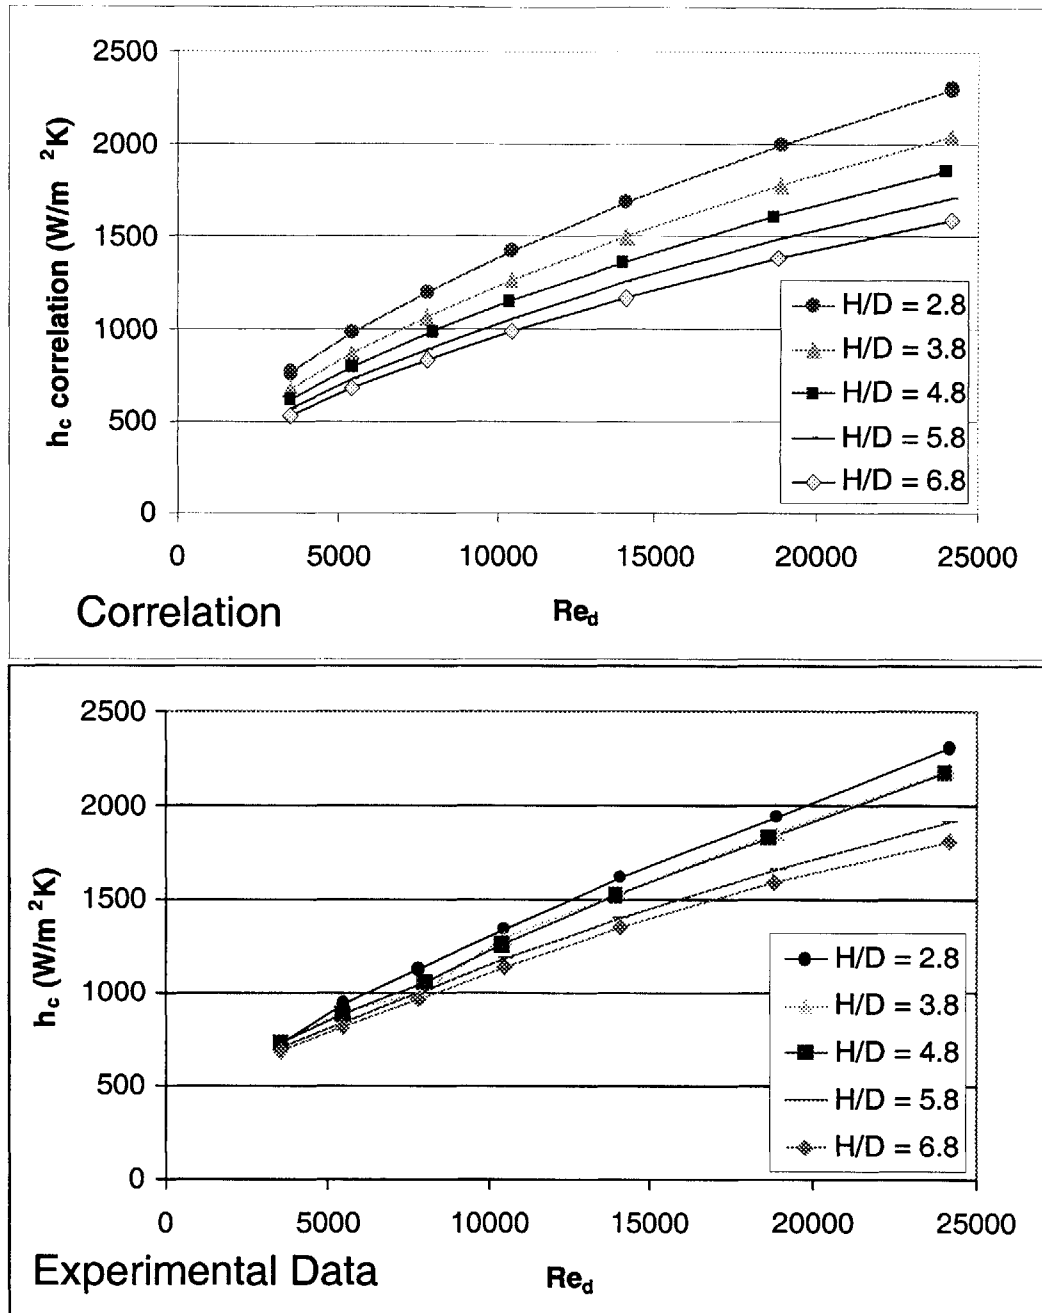 2500
2000
1500
1000
500
0
h_c correlation (W/m ²K)
0 5000 10000 15000 20000 25000
Re_d
H/D = 2.8
H/D = 3.8
H/D = 4.8
H/D = 5.8
H/D = 6.8
Correlation
2500
2000
1500
1000
500
0
h_c (W/m ²K)
0 5000 10000 15000 20000 25000
Re_d
H/D = 2.8
H/D = 3.8
H/D = 4.8
H/D = 5.8
H/D = 6.8
Experimental Data